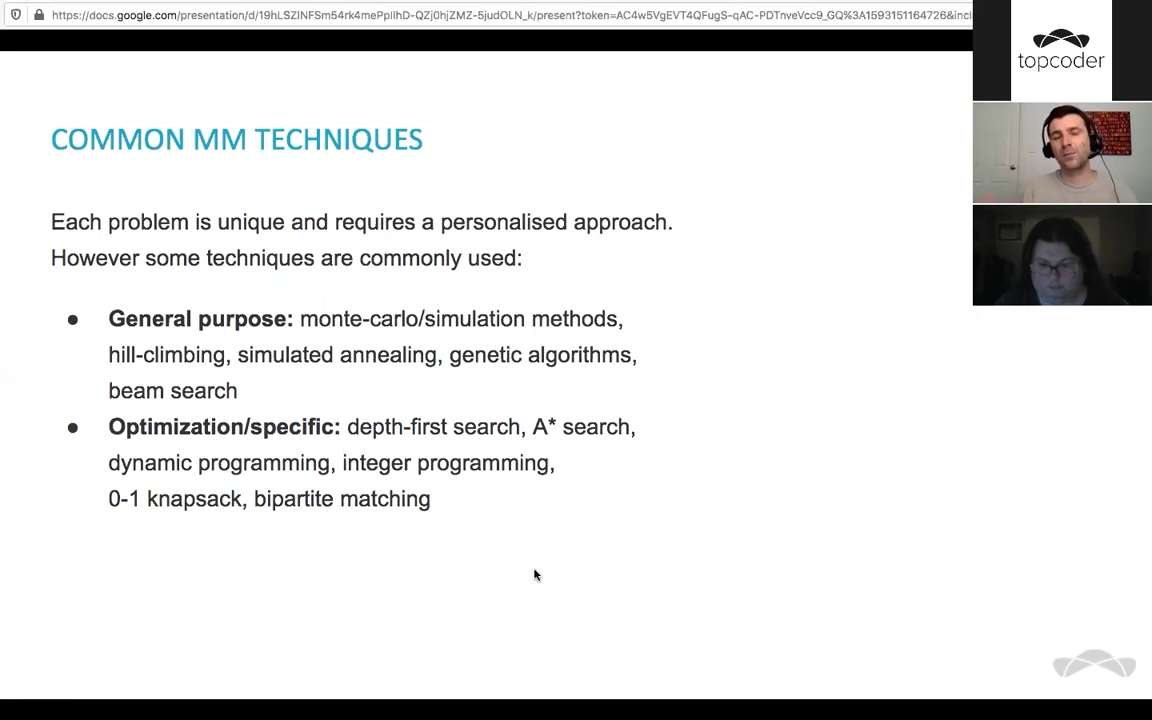 https://docs.google.com/presentation/d/19hLSZlNFSm54rk4mePpIlhD-QZj0hjZMZ-5judOLN_k/present?token=AC4w5VgEVT4QFugS-qAC-PDTnveVcc9_GQ%3A1593151164726&incl
topcoder
COMMON MM TECHNIQUES
Each problem is unique and requires a personalised approach.
However some techniques are commonly used:
● General purpose: monte-carlo/simulation methods,
hill-climbing, simulated annealing, genetic algorithms,
beam search
● Optimization/specific: depth-first search, A* search,
dynamic programming, integer programming,
0-1 knapsack, bipartite matching